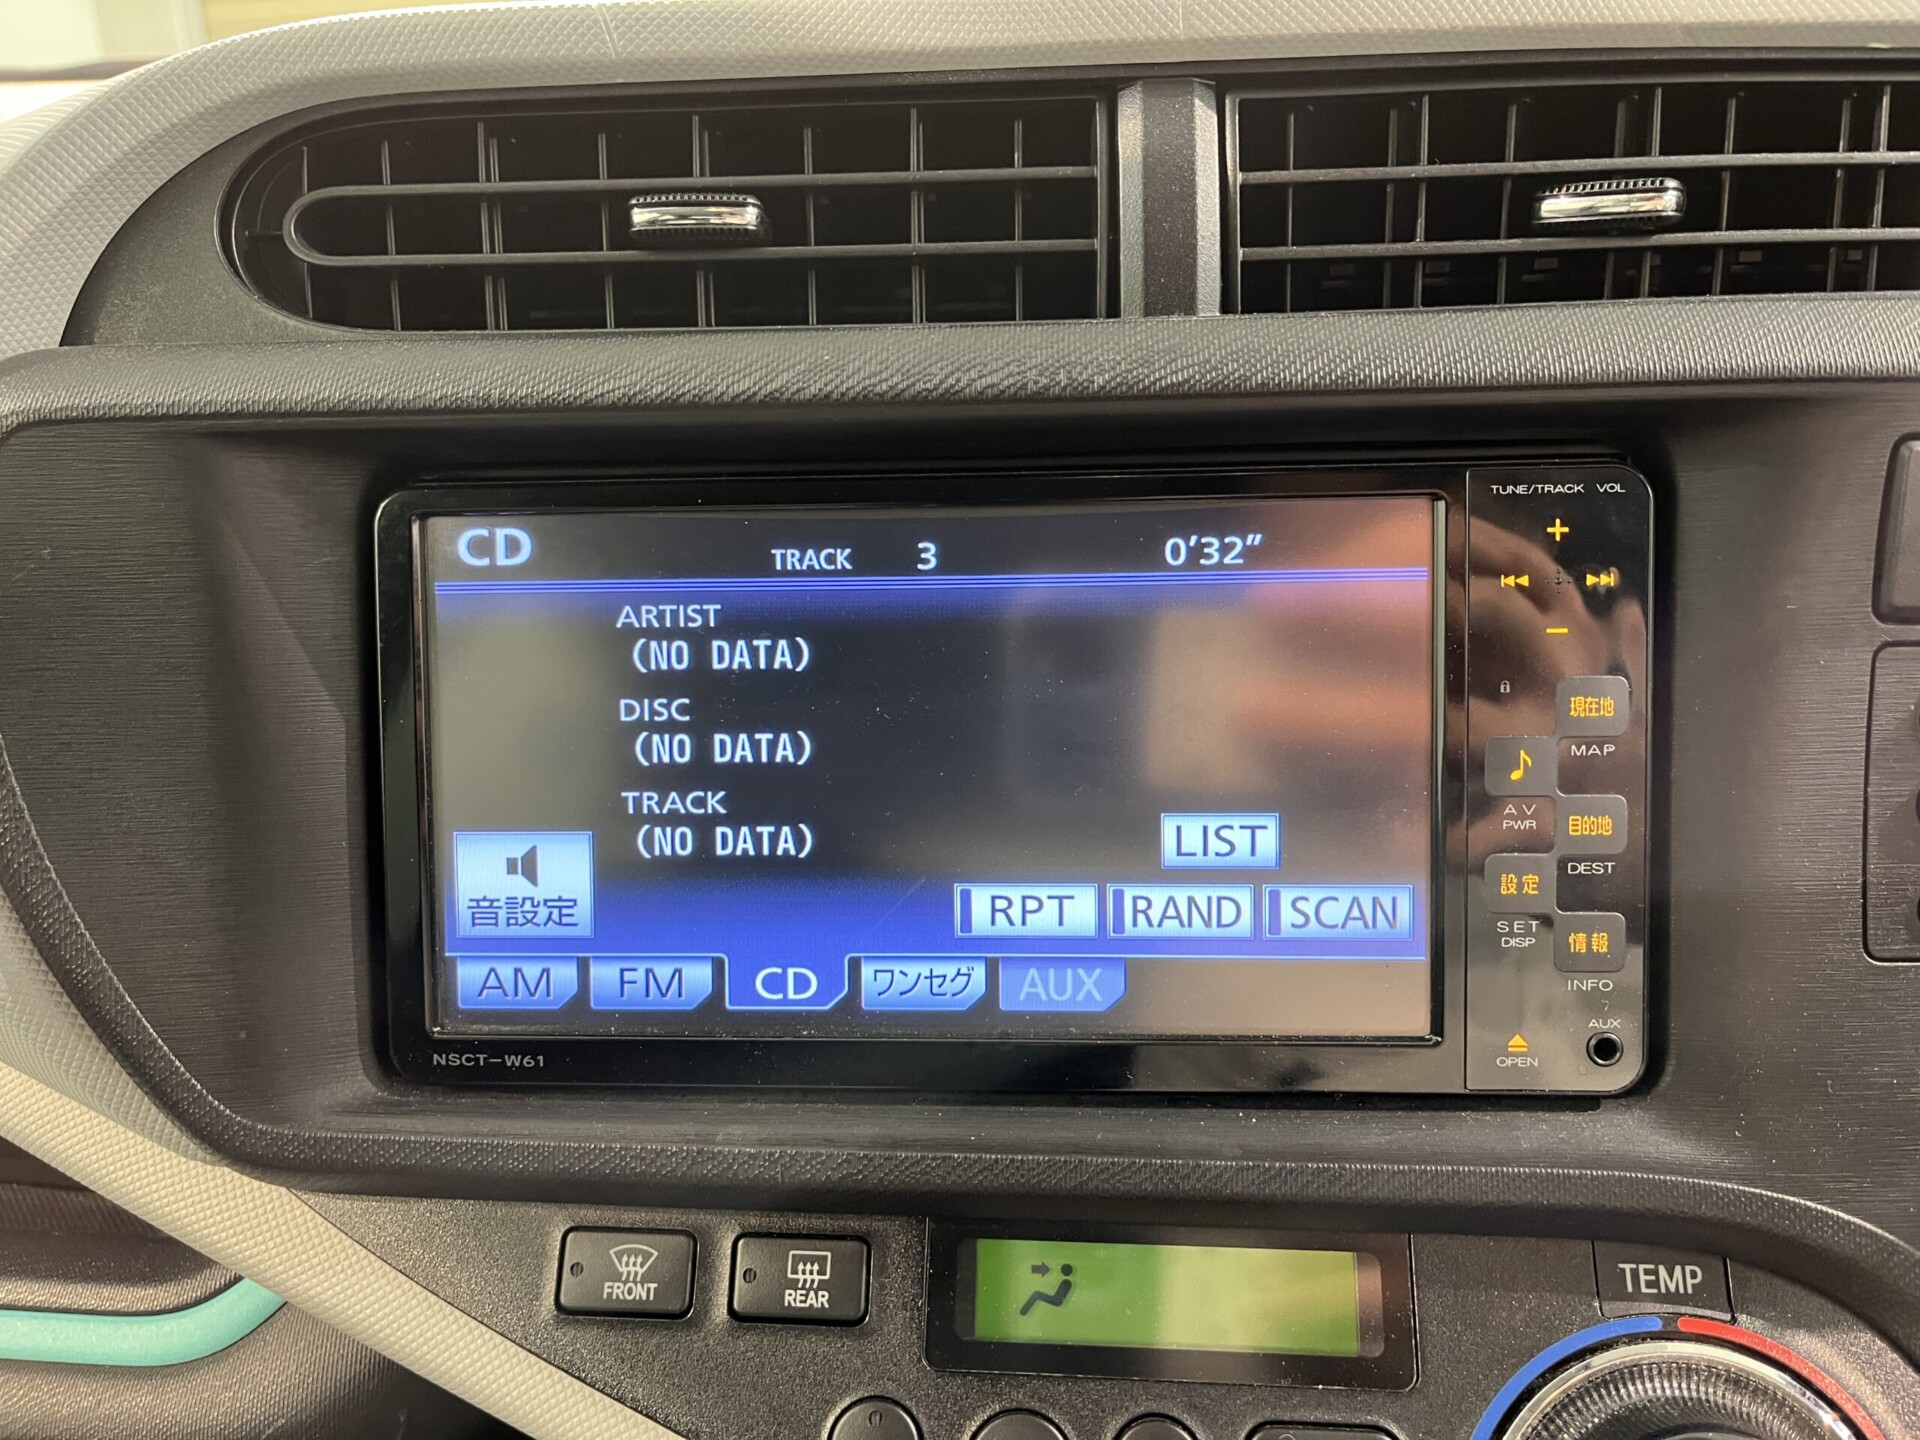 TUNE/TRACK VOL
CD TRACK 3 0'32"
ARTIST
(NO DATA)
DISC
(NO DATA)
TRACK
(NO DATA)
LIST
音設定
RPT RAND SCAN
AM FM CD ワンセグ AUX
NSCT-W61
現在地
MAP
AV
PWR
目的地
DEST
設定
SET
DISP
情報
INFO
AUX
OPEN
FRONT
REAR
TEMP